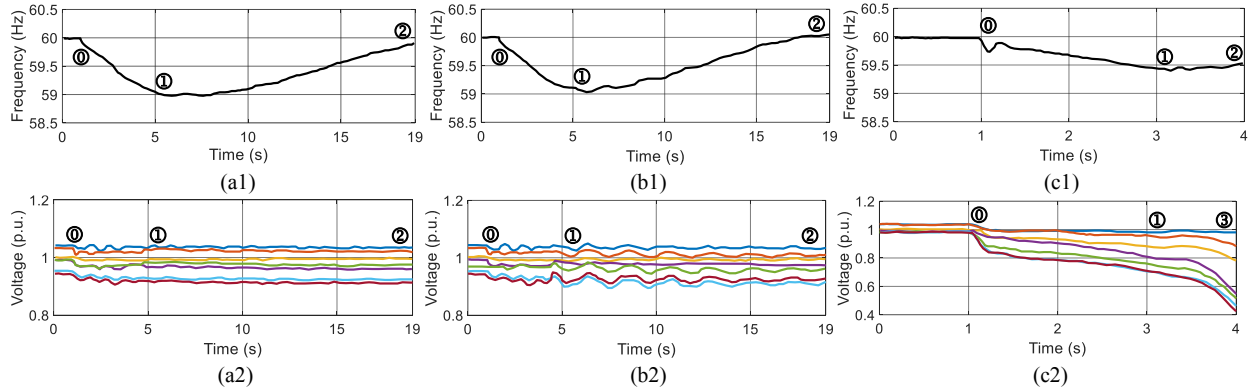 60.5
60
59.5
59
58.5
Frequency (Hz)
⓪
①
②
0 5 10 15 19
Time (s)
(a1)
60.5
60
59.5
59
58.5
Frequency (Hz)
⓪
①
②
0 5 10 15 19
Time (s)
(b1)
60.5
60
59.5
59
58.5
Frequency (Hz)
⓪
①
②
0 1 2 3 4
Time (s)
(c1)
1.2
1
0.8
Voltage (p.u.)
⓪
①
②
0 5 10 15 19
Time (s)
(a2)
1.2
1
0.8
Voltage (p.u.)
⓪
①
②
0 5 10 15 19
Time (s)
(b2)
1.2
1
0.8
0.6
0.4
Voltage (p.u.)
⓪
①
③
0 1 2 3 4
Time (s)
(c2)